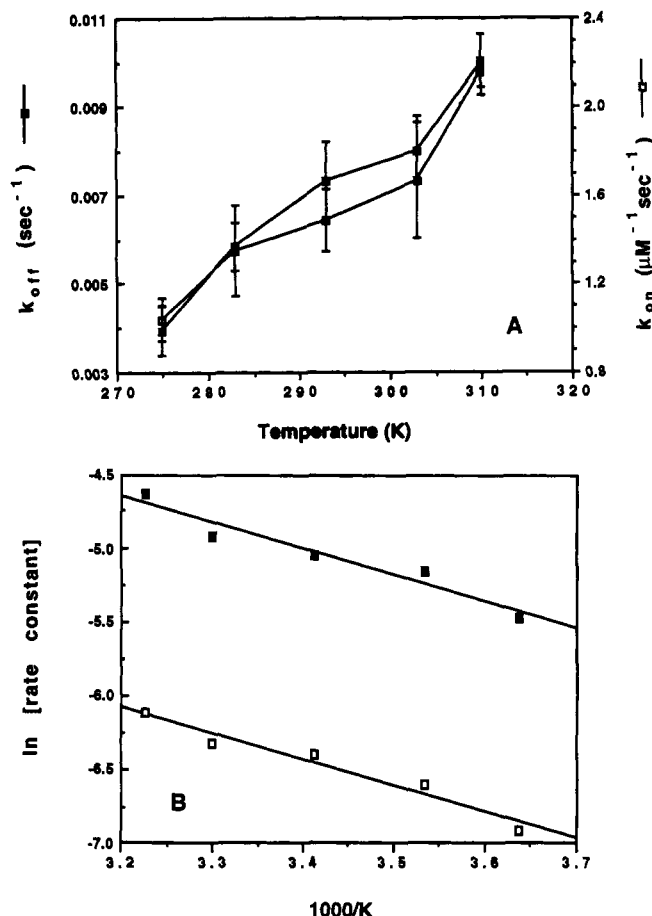 0.011
0.009
0.007
0.005
0.003
k off (sec⁻¹)
2.4
2.0
1.6
1.2
0.8
k on (µM⁻¹ sec⁻¹)
A
270 280 290 300 310 320
Temperature (K)
-4.5
-5.0
-5.5
-6.0
-6.5
-7.0
ln [rate constant]
B
3.2 3.3 3.4 3.5 3.6 3.7
1000/K